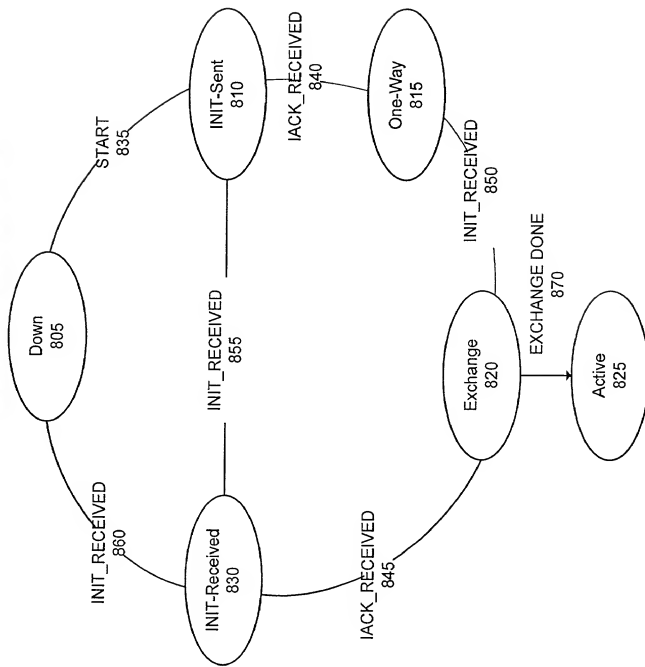 Down
805
START
835
INIT_RECEIVED
860
INIT-Sent
810
INIT_RECEIVED
855
INIT-Received
830
IACK_RECEIVED
840
One-Way
815
INIT_RECEIVED
850
IACK_RECEIVED
845
Exchange
820
EXCHANGE DONE
870
Active
825